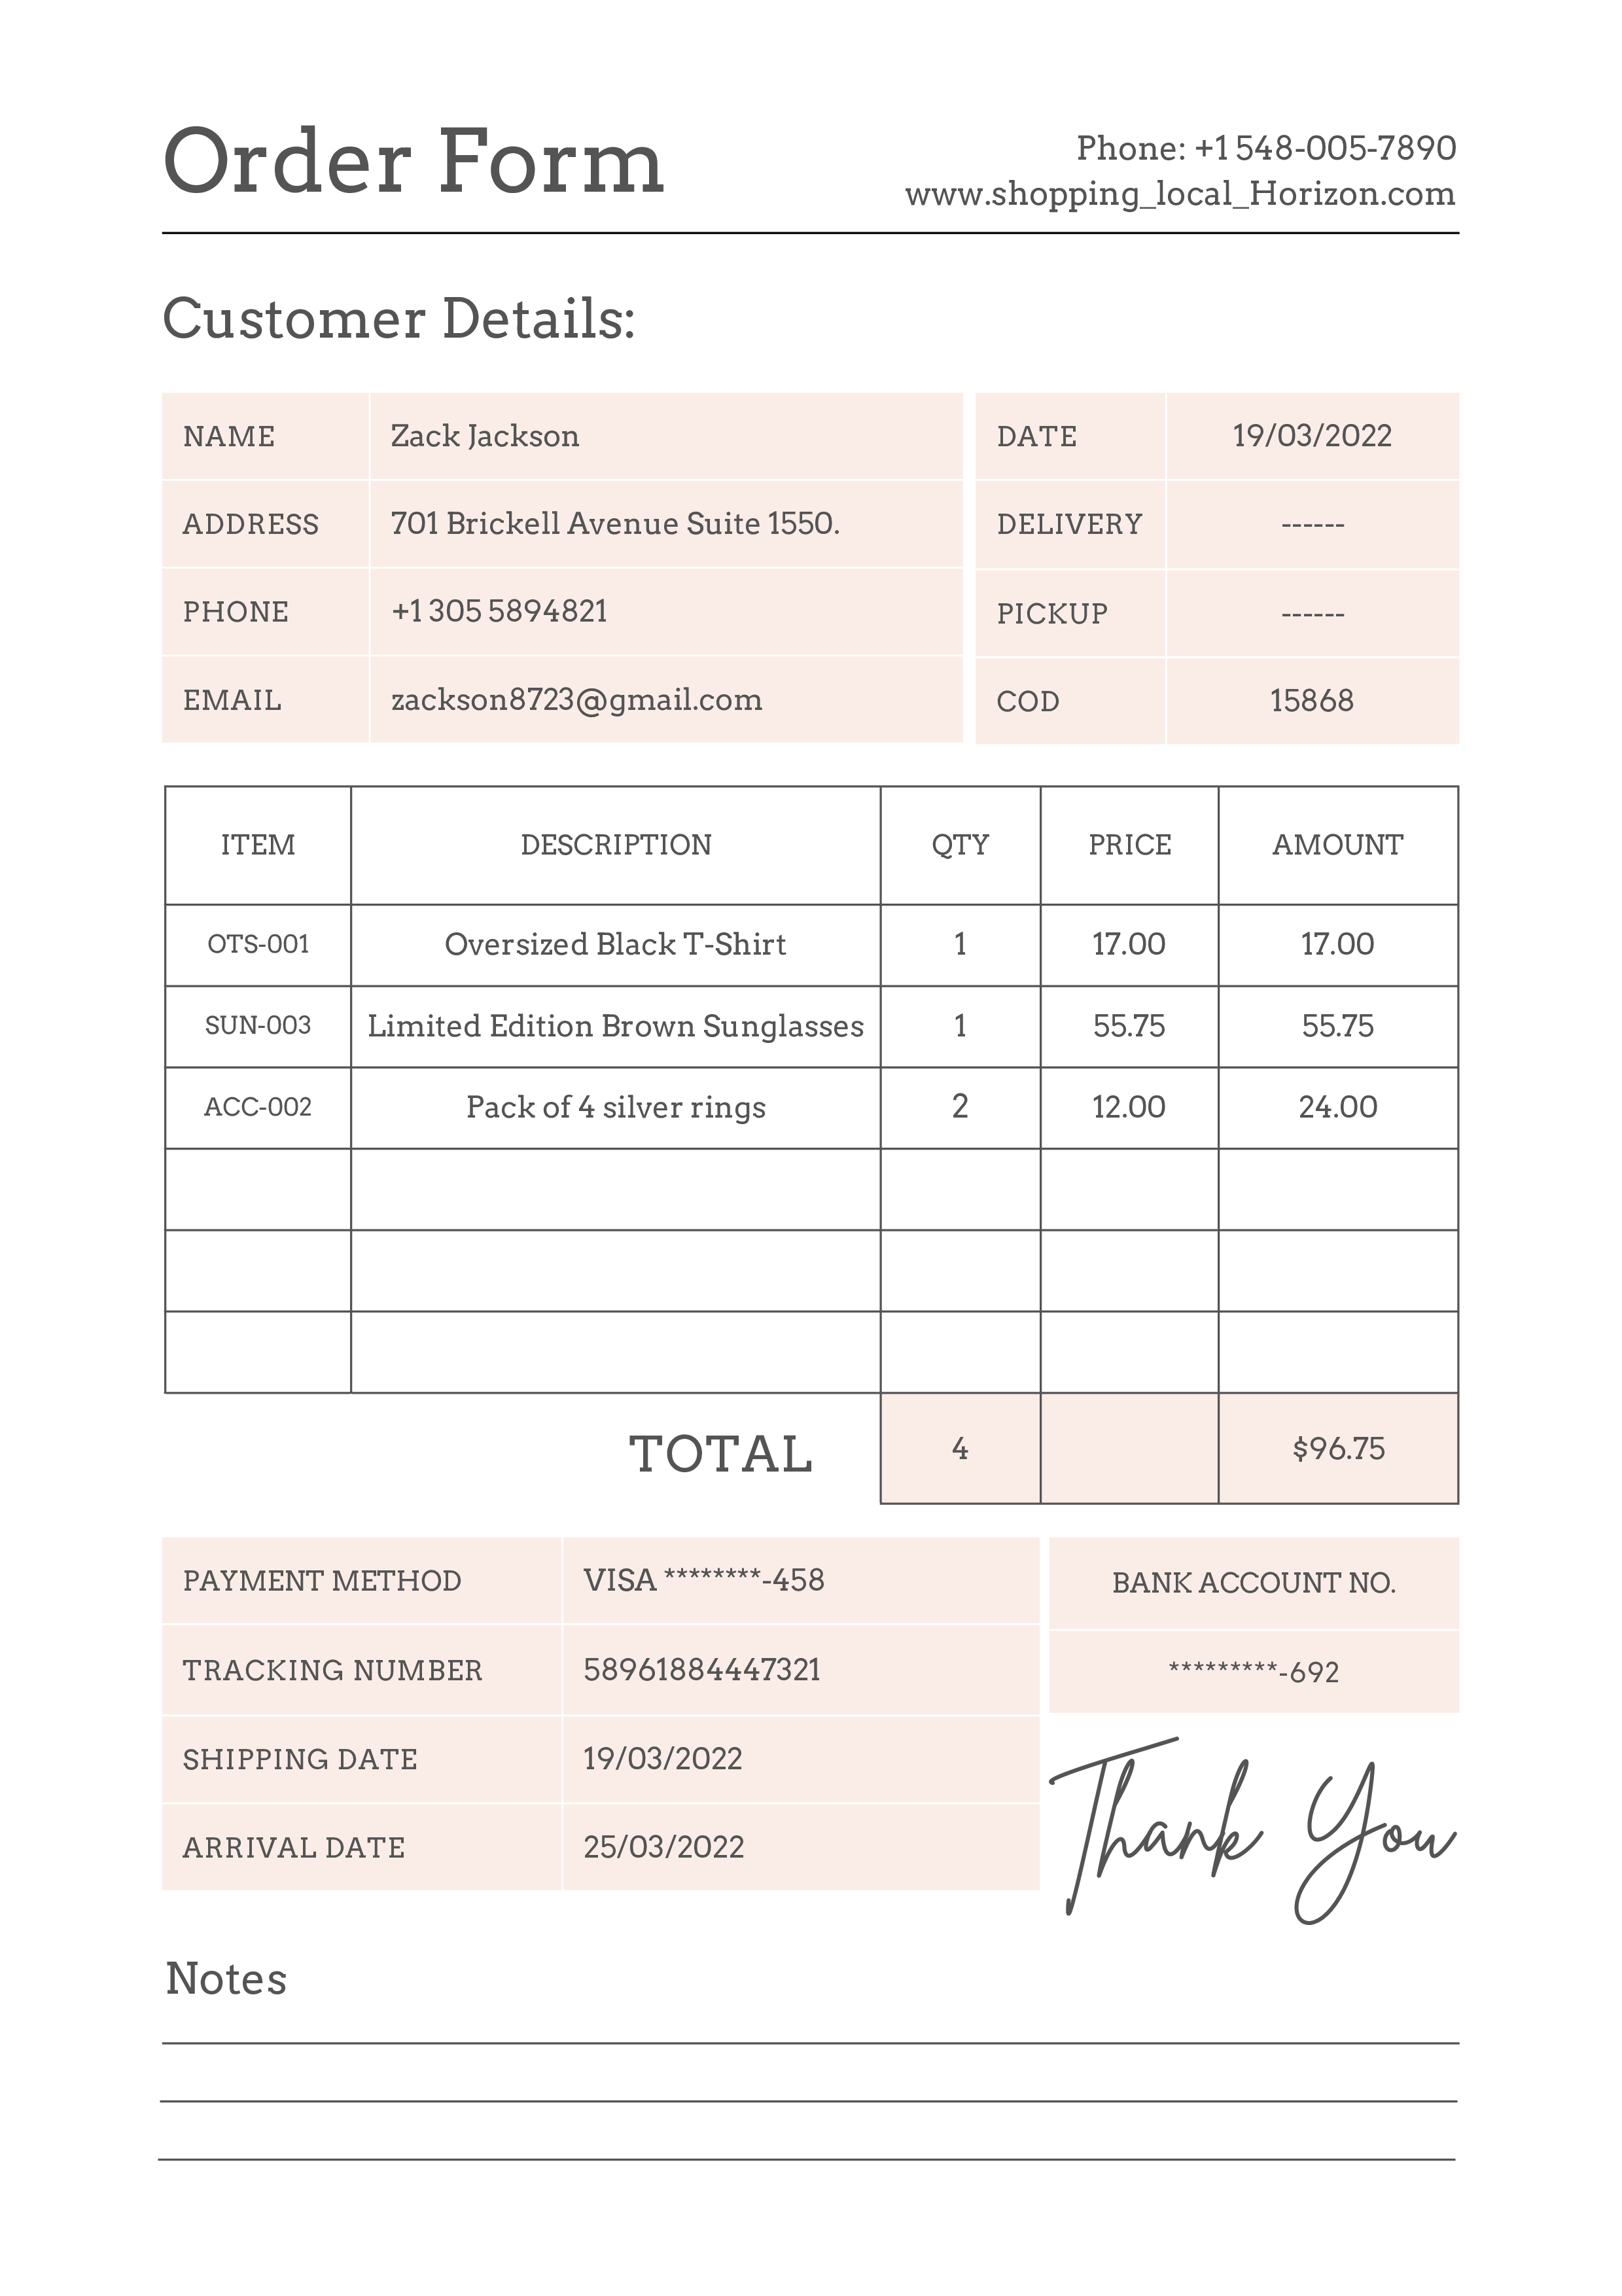 Order Form
Phone: +1 548-005-7890
www.shopping_local_Horizon.com
Customer Details:
NAME Zack Jackson
ADDRESS 701 Brickell Avenue Suite 1550.
PHONE +1 305 5894821
EMAIL zackson8723@gmail.com
DATE 19/03/2022
DELIVERY ------
PICKUP ------
COD 15868
ITEM DESCRIPTION QTY PRICE AMOUNT
OTS-001 Oversized Black T-Shirt 1 17.00 17.00
SUN-003 Limited Edition Brown Sunglasses 1 55.75 55.75
ACC-002 Pack of 4 silver rings 2 12.00 24.00
TOTAL 4 $96.75
PAYMENT METHOD VISA ********-458
TRACKING NUMBER 58961884447321
SHIPPING DATE 19/03/2022
ARRIVAL DATE 25/03/2022
BANK ACCOUNT NO.
*********-692
Thank You
Notes